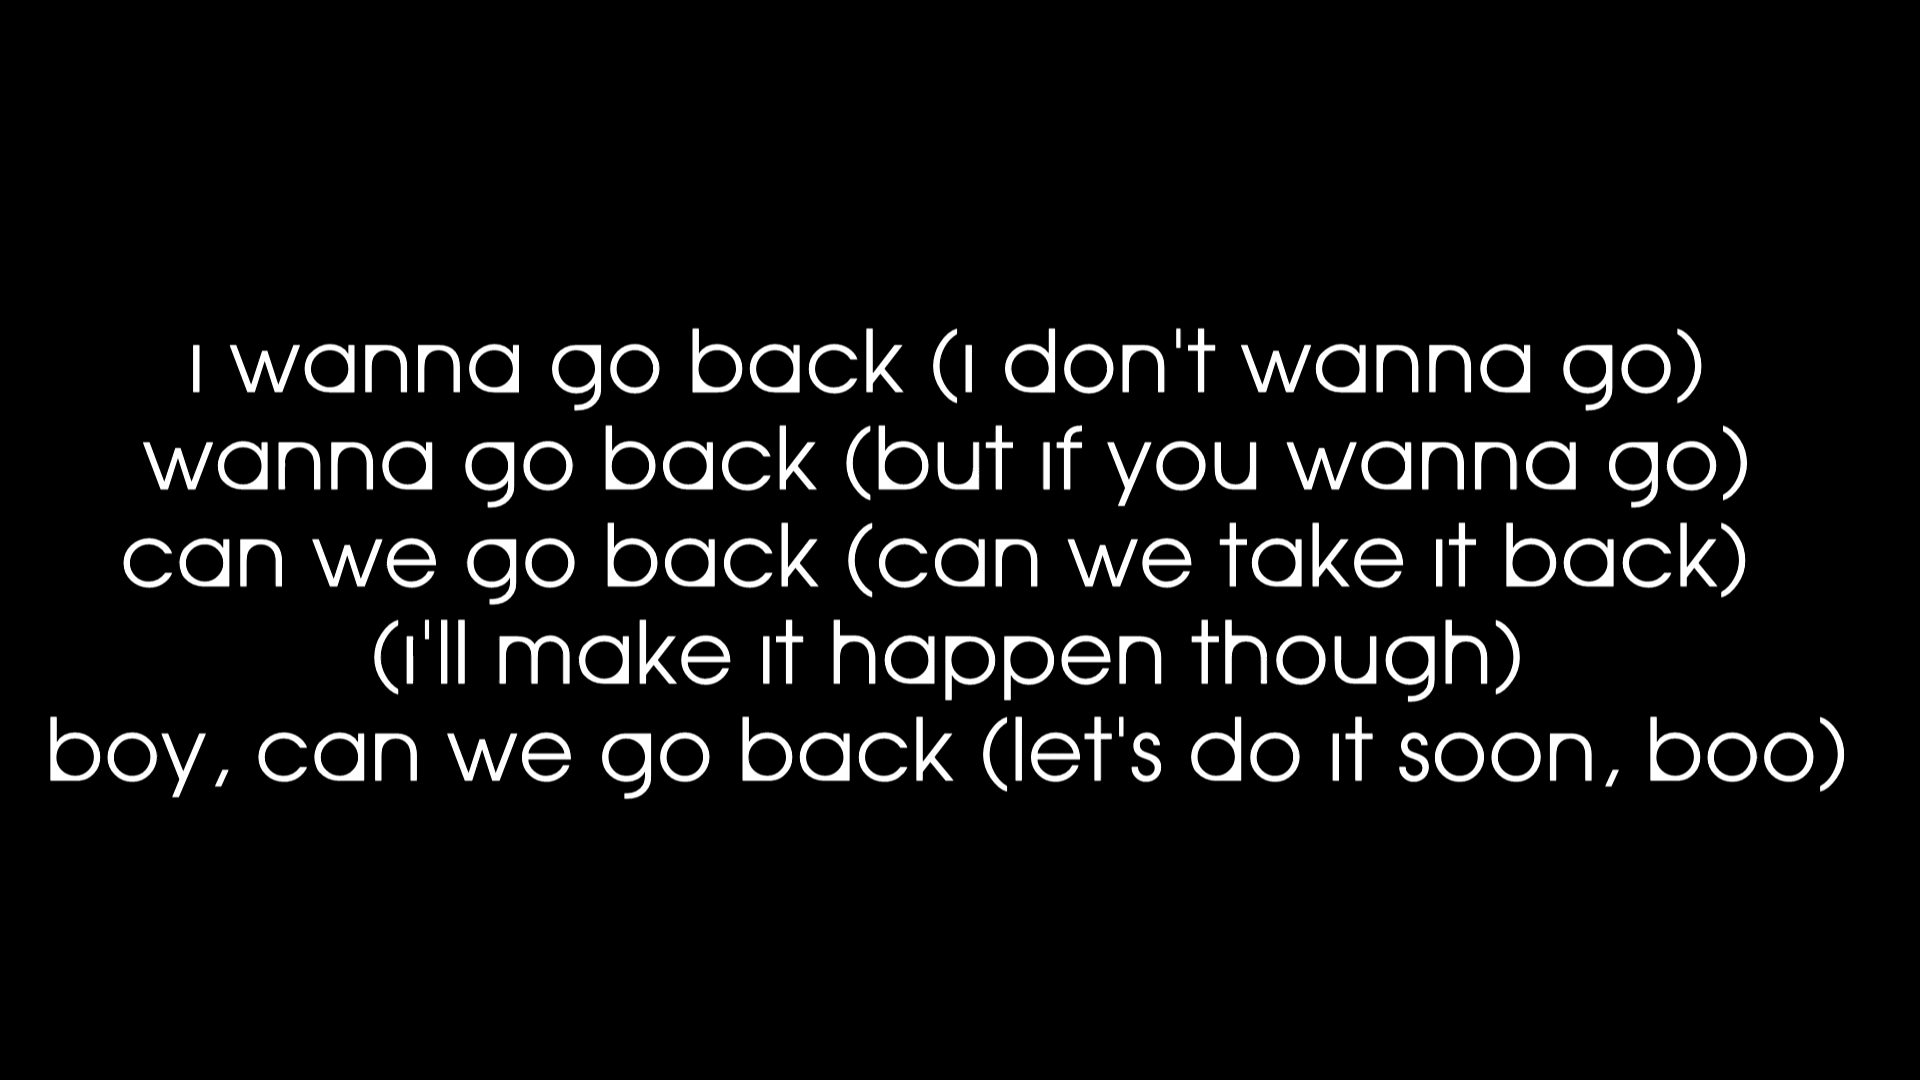 i wanna go back (i don't wanna go)
wanna go back (but if you wanna go)
can we go back (can we take it back)
(i'll make it happen though)
boy, can we go back (let's do it soon, boo)